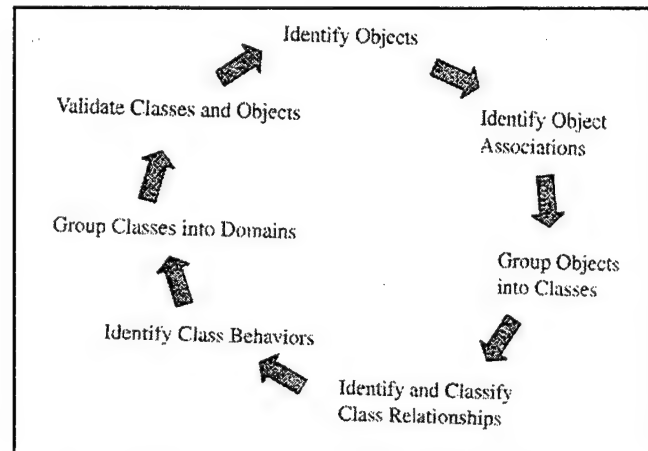 Identify Objects
Identify Object
Associations
Group Objects
into Classes
Identify and Classify
Class Relationships
Identify Class Behaviors
Group Classes into Domains
Validate Classes and Objects